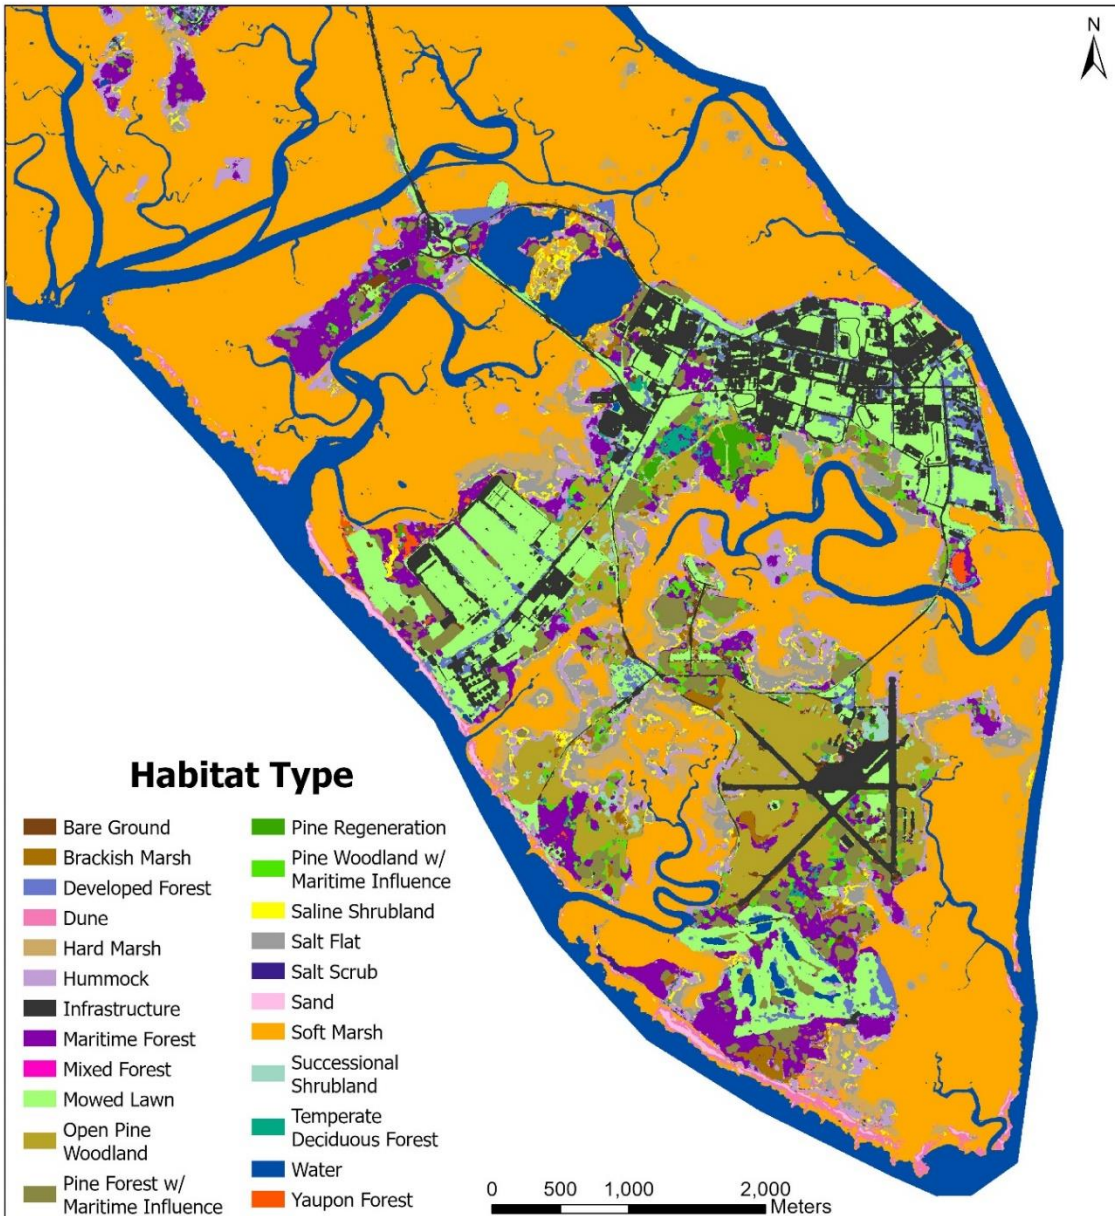 N
Habitat Type
Bare Ground
Brackish Marsh
Developed Forest
Dune
Hard Marsh
Hummock
Infrastructure
Maritime Forest
Mixed Forest
Mowed Lawn
Open Pine
Woodland
Pine Forest w/
Maritime Influence
Pine Regeneration
Pine Woodland w/
Maritime Influence
Saline Shrubland
Salt Flat
Salt Scrub
Sand
Soft Marsh
Successional
Shrubland
Temperate
Deciduous Forest
Water
Yaupon Forest
0 500 1,000 2,000
Meters